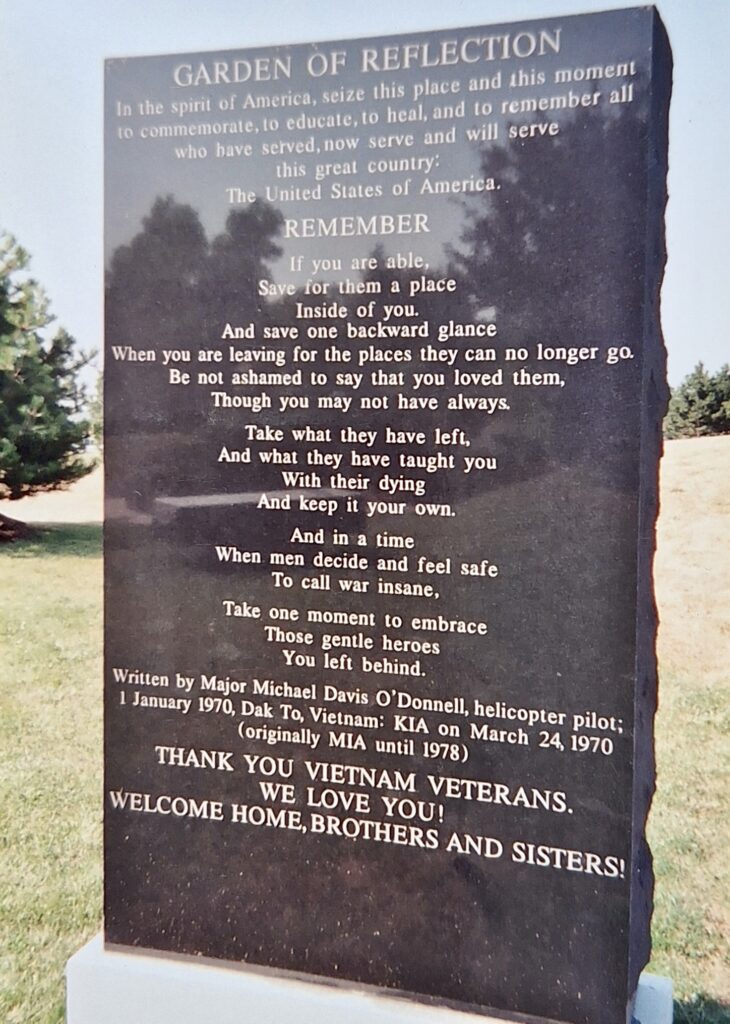 GARDEN OF REFLECTION
In the spirit of America, seize this place and this moment
to commemorate, to educate, to heal, and to remember all
who have served, now serve and will serve
this great country:
The United States of America.
REMEMBER
If you are able,
Save for them a place
Inside of you.
And save one backward glance
When you are leaving for the places they can no longer go.
Be not ashamed to say that you loved them,
Though you may not have always.
Take what they have left,
And what they have taught you
With their dying
And keep it your own.
And in a time
When men decide and feel safe
To call war insane,
Take one moment to embrace
Those gentle heroes
You left behind.
Written by Major Michael Davis O'Donnell, helicopter pilot;
1 January 1970, Dak To, Vietnam: KIA on March 24, 1970
(originally MIA until 1978)
THANK YOU VIETNAM VETERANS.
WE LOVE YOU!
WELCOME HOME, BROTHERS AND SISTERS!